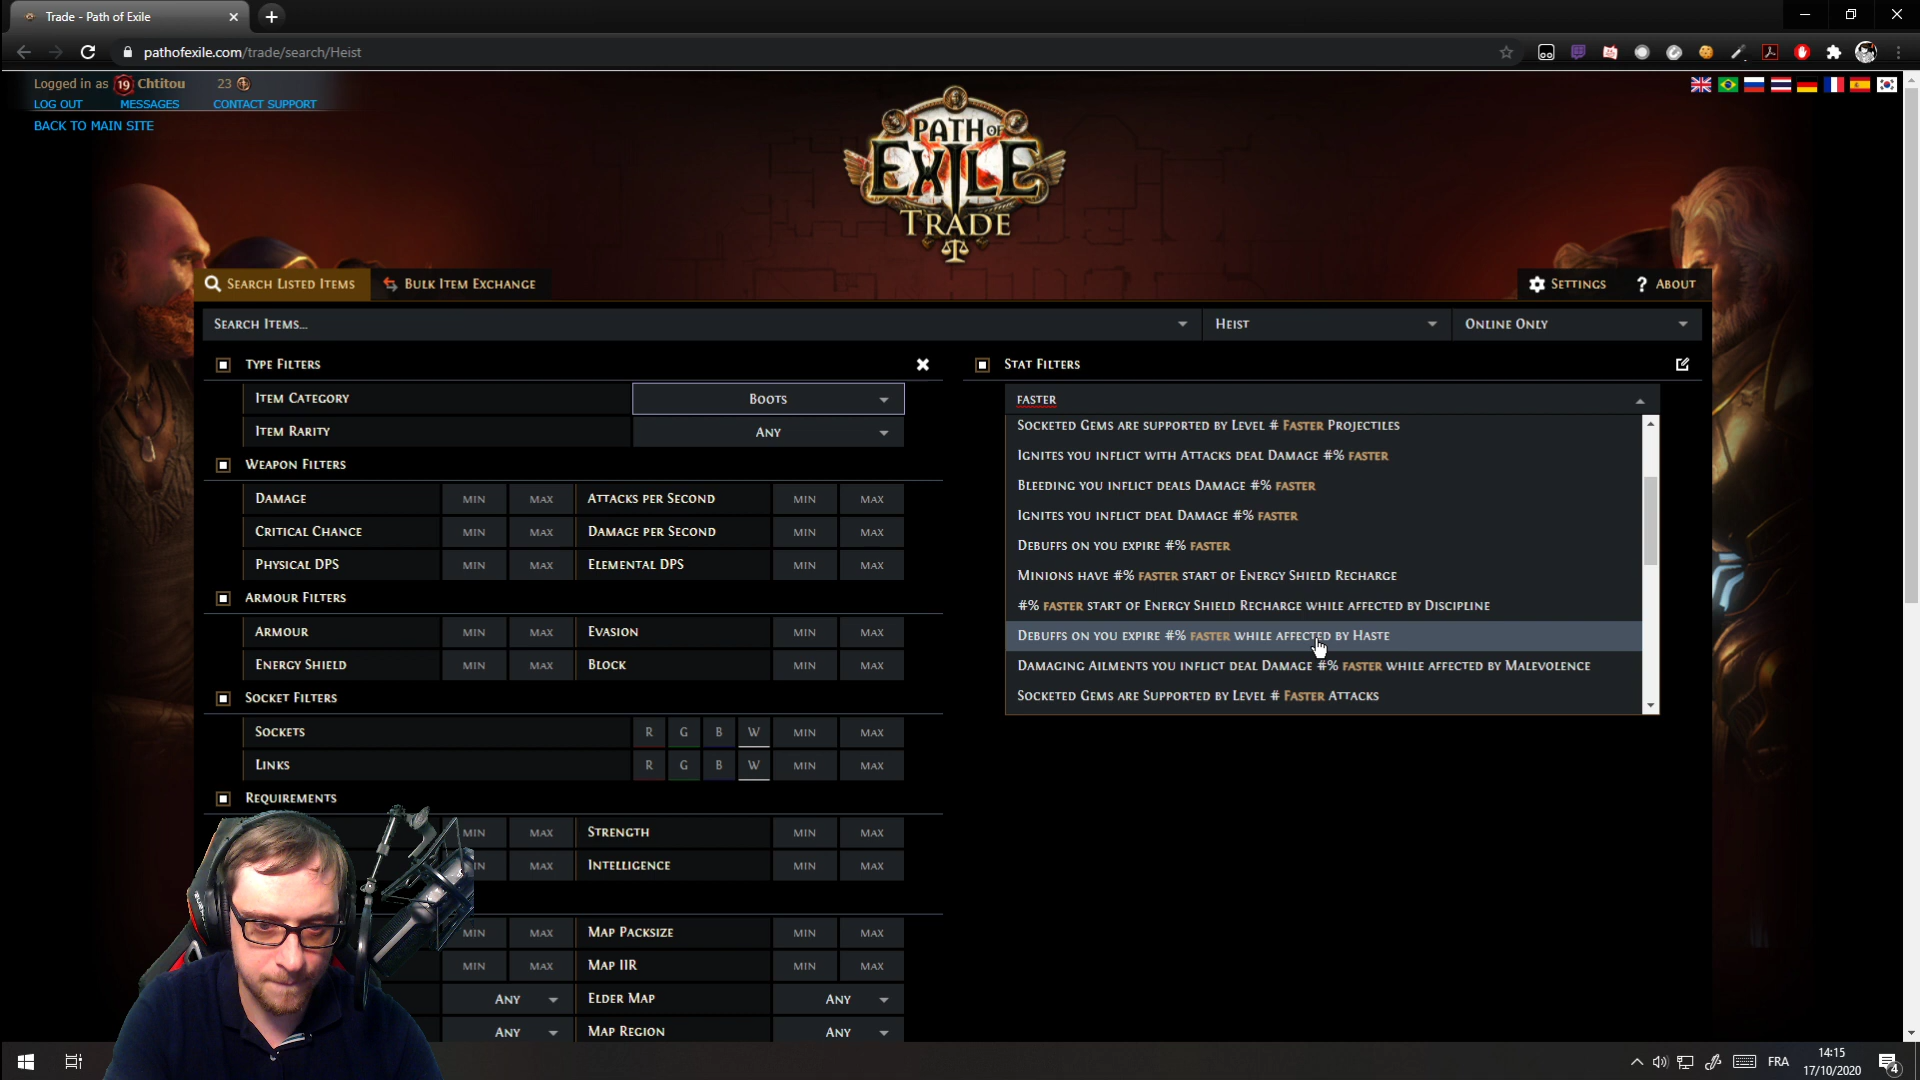 Trade - Path of Exile
pathofexile.com/trade/search/Heist
Logged in as 19 Chtitou 23
LOG OUT MESSAGES CONTACT SUPPORT
BACK TO MAIN SITE
PATH OF
EXILE
TRADE
SEARCH LISTED ITEMS BULK ITEM EXCHANGE SETTINGS ? ABOUT
SEARCH ITEMS... HEIST ONLINE ONLY
TYPE FILTERS
ITEM CATEGORY BOOTS
ITEM RARITY ANY
WEAPON FILTERS
DAMAGE MIN MAX ATTACKS PER SECOND MIN MAX
CRITICAL CHANCE MIN MAX DAMAGE PER SECOND MIN MAX
PHYSICAL DPS MIN MAX ELEMENTAL DPS MIN MAX
ARMOUR FILTERS
ARMOUR MIN MAX EVASION MIN MAX
ENERGY SHIELD MIN MAX BLOCK MIN MAX
SOCKET FILTERS
SOCKETS R G B W MIN MAX
LINKS R G B W MIN MAX
REQUIREMENTS
MIN MAX STRENGTH MIN MAX
MAX INTELLIGENCE MIN MAX
MIN MAX MAP PACKSIZE MIN MAX
MIN MAX MAP IIR MIN MAX
ANY ELDER MAP ANY
ANY MAP REGION ANY
STAT FILTERS
FASTER
SOCKETED GEMS ARE SUPPORTED BY LEVEL # FASTER PROJECTILES
IGNITES YOU INFLICT WITH ATTACKS DEAL DAMAGE #% FASTER
BLEEDING YOU INFLICT DEALS DAMAGE #% FASTER
IGNITES YOU INFLICT DEAL DAMAGE #% FASTER
DEBUFFS ON YOU EXPIRE #% FASTER
MINIONS HAVE #% FASTER START OF ENERGY SHIELD RECHARGE
#% FASTER START OF ENERGY SHIELD RECHARGE WHILE AFFECTED BY DISCIPLINE
DEBUFFS ON YOU EXPIRE #% FASTER WHILE AFFECTED BY HASTE
DAMAGING AILMENTS YOU INFLICT DEAL DAMAGE #% FASTER WHILE AFFECTED BY MALEVOLENCE
SOCKETED GEMS ARE SUPPORTED BY LEVEL # FASTER ATTACKS
FRA
14:15
17/10/2020
4